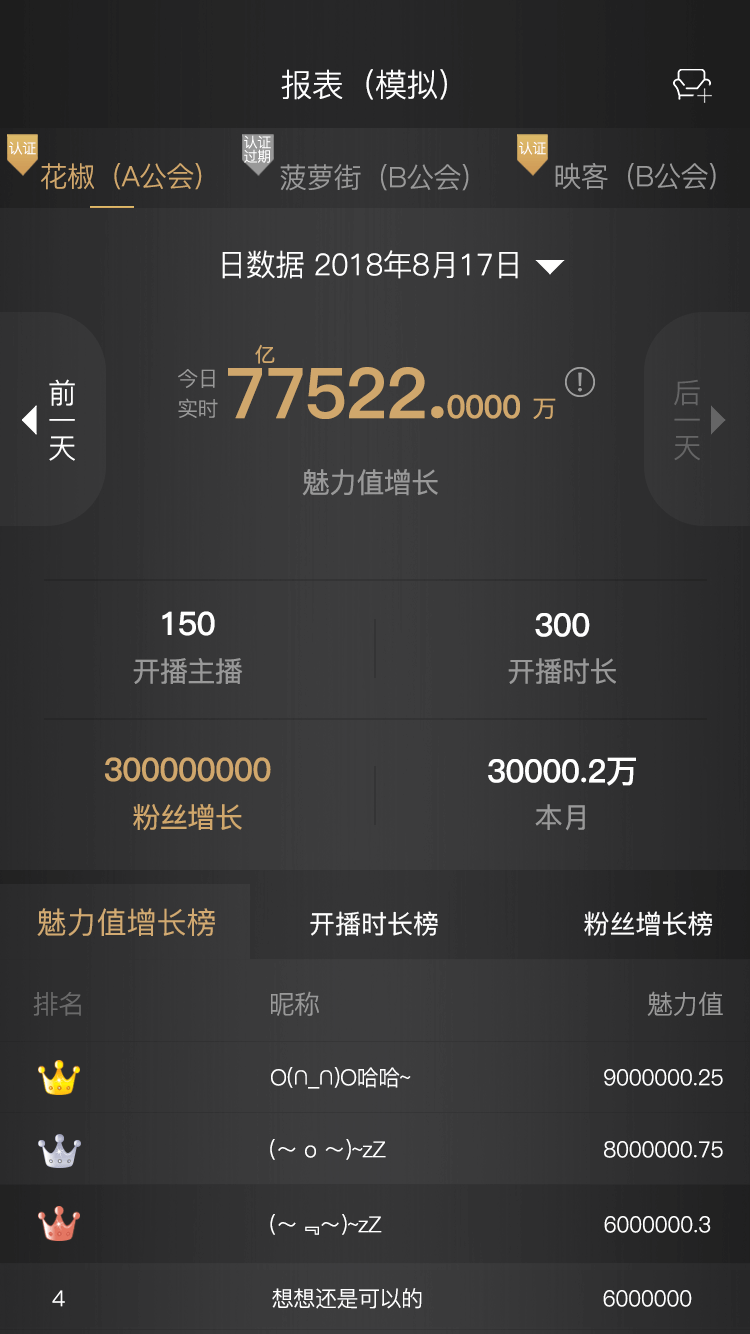 报表（模拟）
认证 认证过期 认证
花椒（A公会） 菠萝街（B公会） 映客（B公会）
日数据 2018年8月17日
前一天
后一天
亿
今日实时 77522.0000 万
魅力值增长
150 300
开播主播 开播时长
300000000 30000.2万
粉丝增长 本月
魅力值增长榜 开播时长榜 粉丝增长榜
排名 昵称 魅力值
O(∩_∩)O哈哈~ 9000000.25
(～ o ～)~zZ 8000000.75
(～ ﹃～)~zZ 6000000.3
4 想想还是可以的 6000000